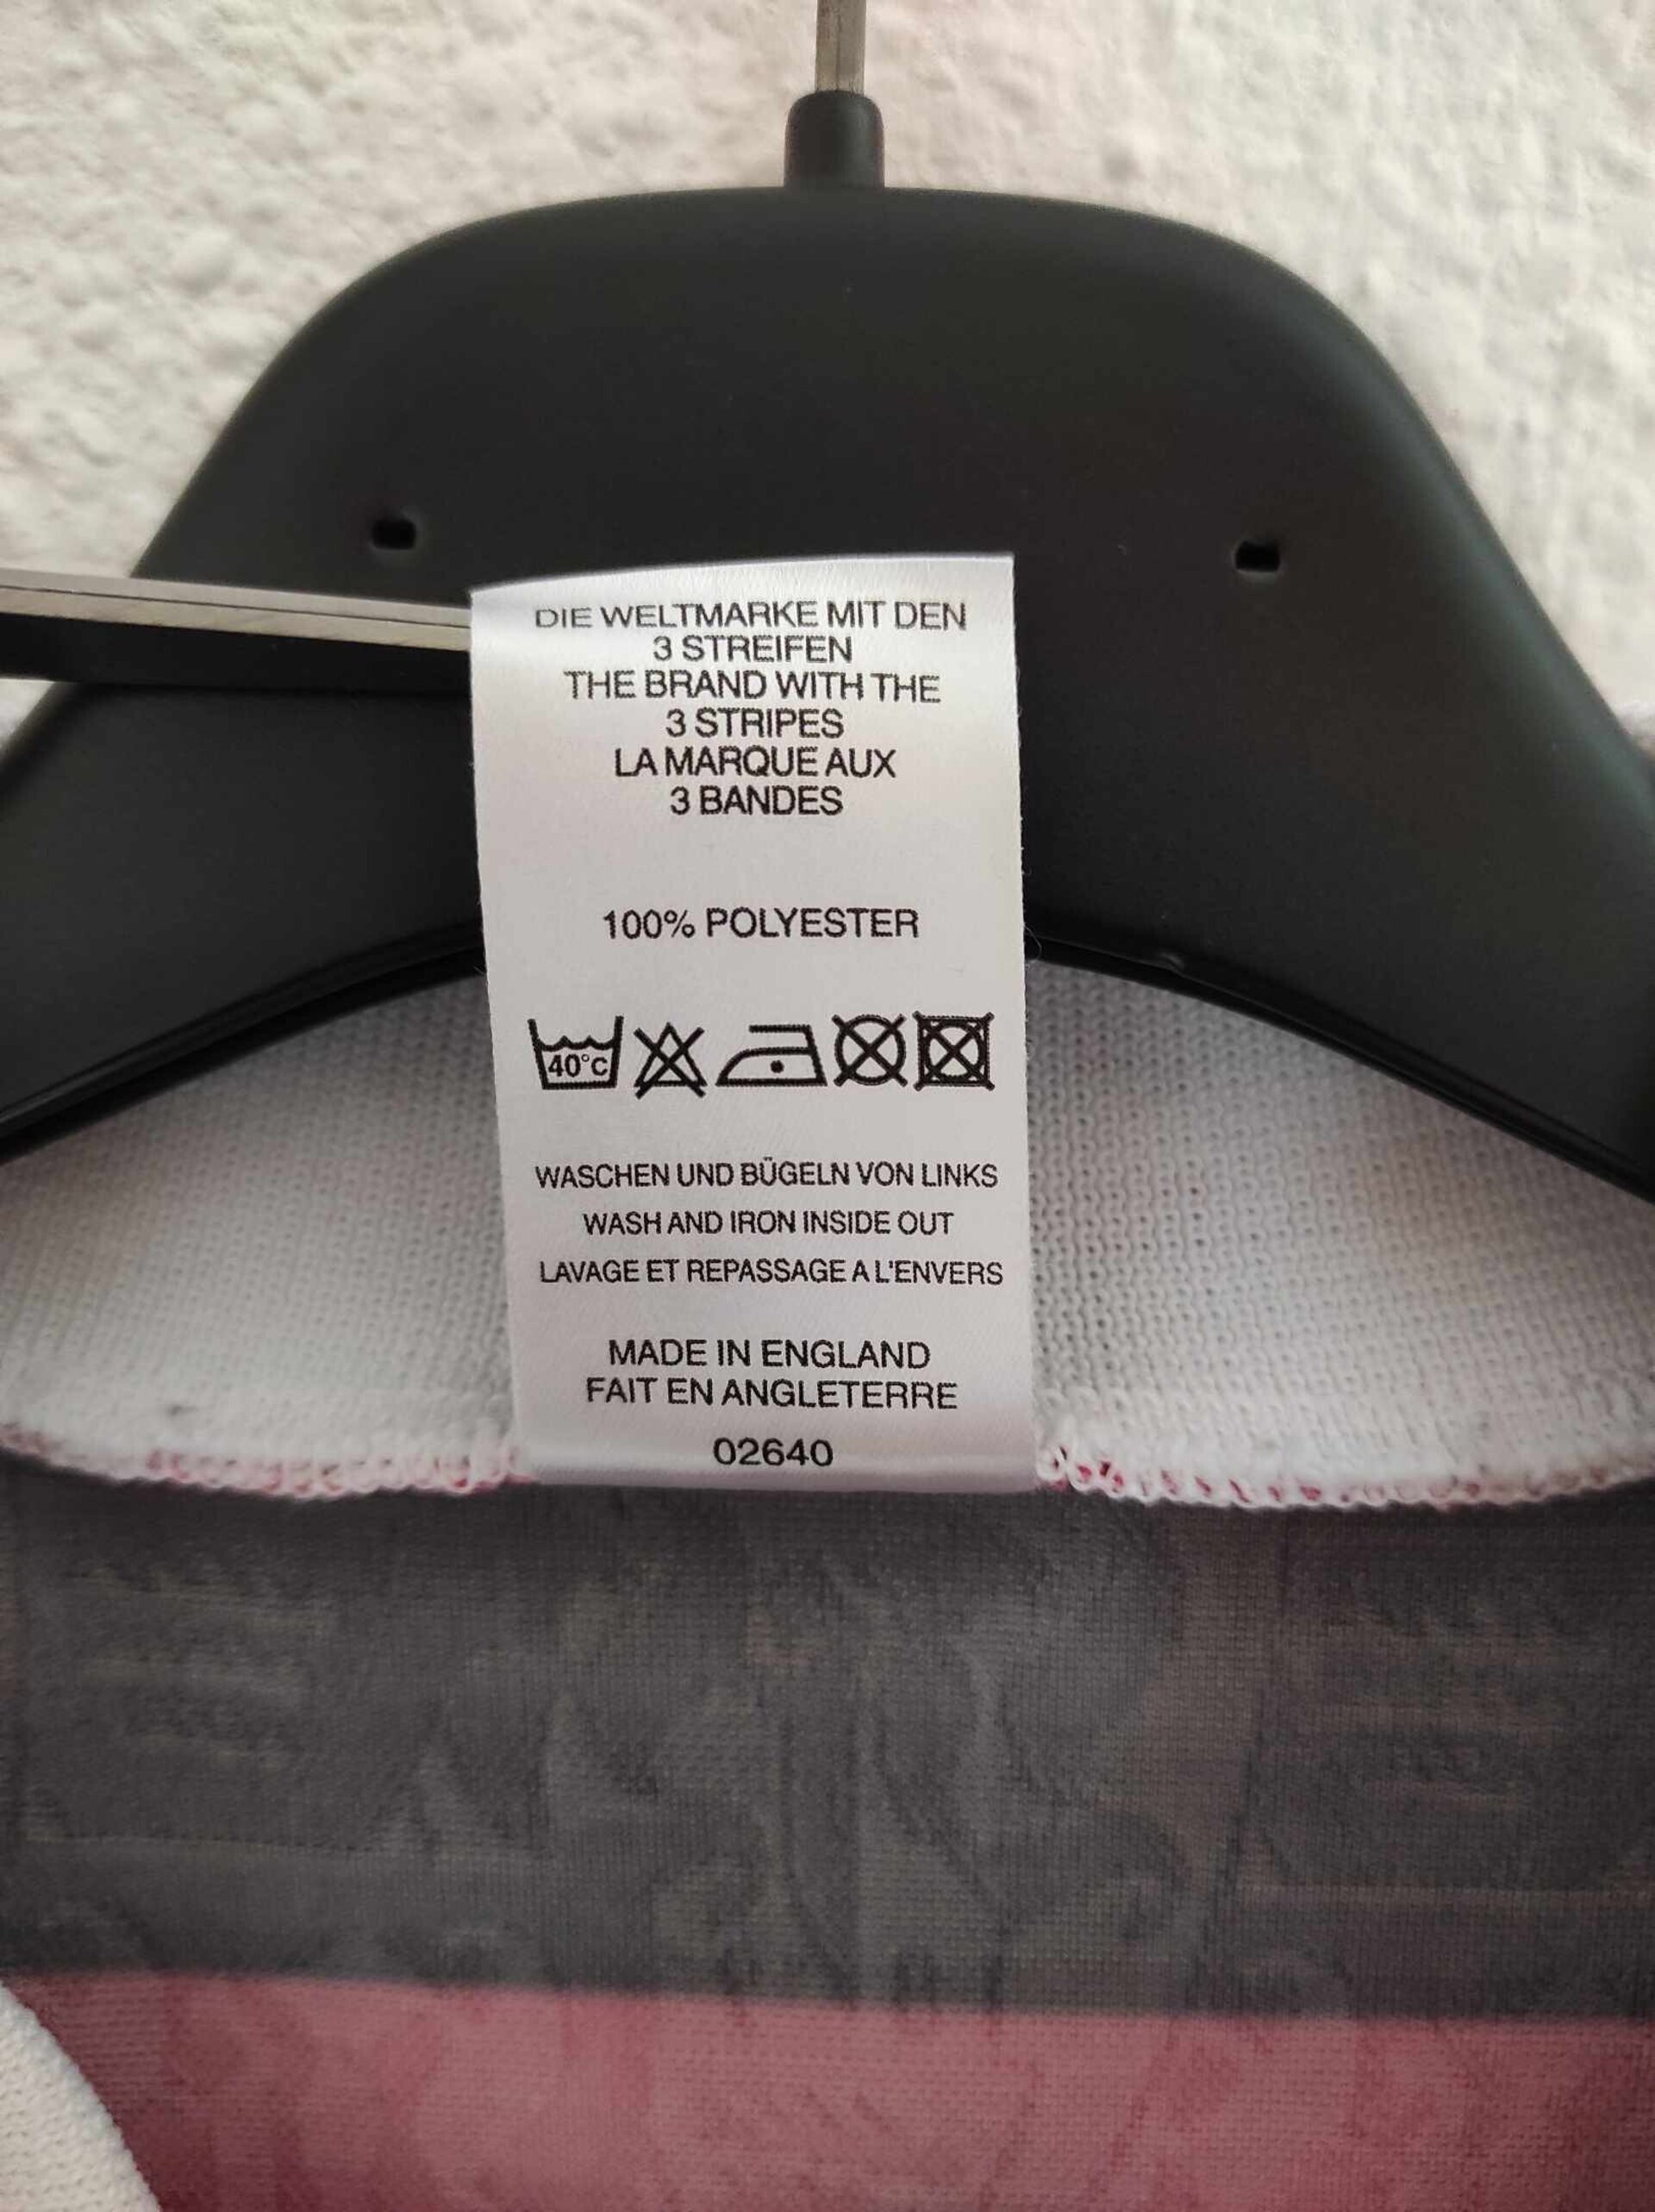 DIE WELTMARKE MIT DEN
3 STREIFEN
THE BRAND WITH THE
3 STRIPES
LA MARQUE AUX
3 BANDES
100% POLYESTER
40°C
WASCHEN UND BÜGELN VON LINKS
WASH AND IRON INSIDE OUT
LAVAGE ET REPASSAGE A L'ENVERS
MADE IN ENGLAND
FAIT EN ANGLETERRE
02640